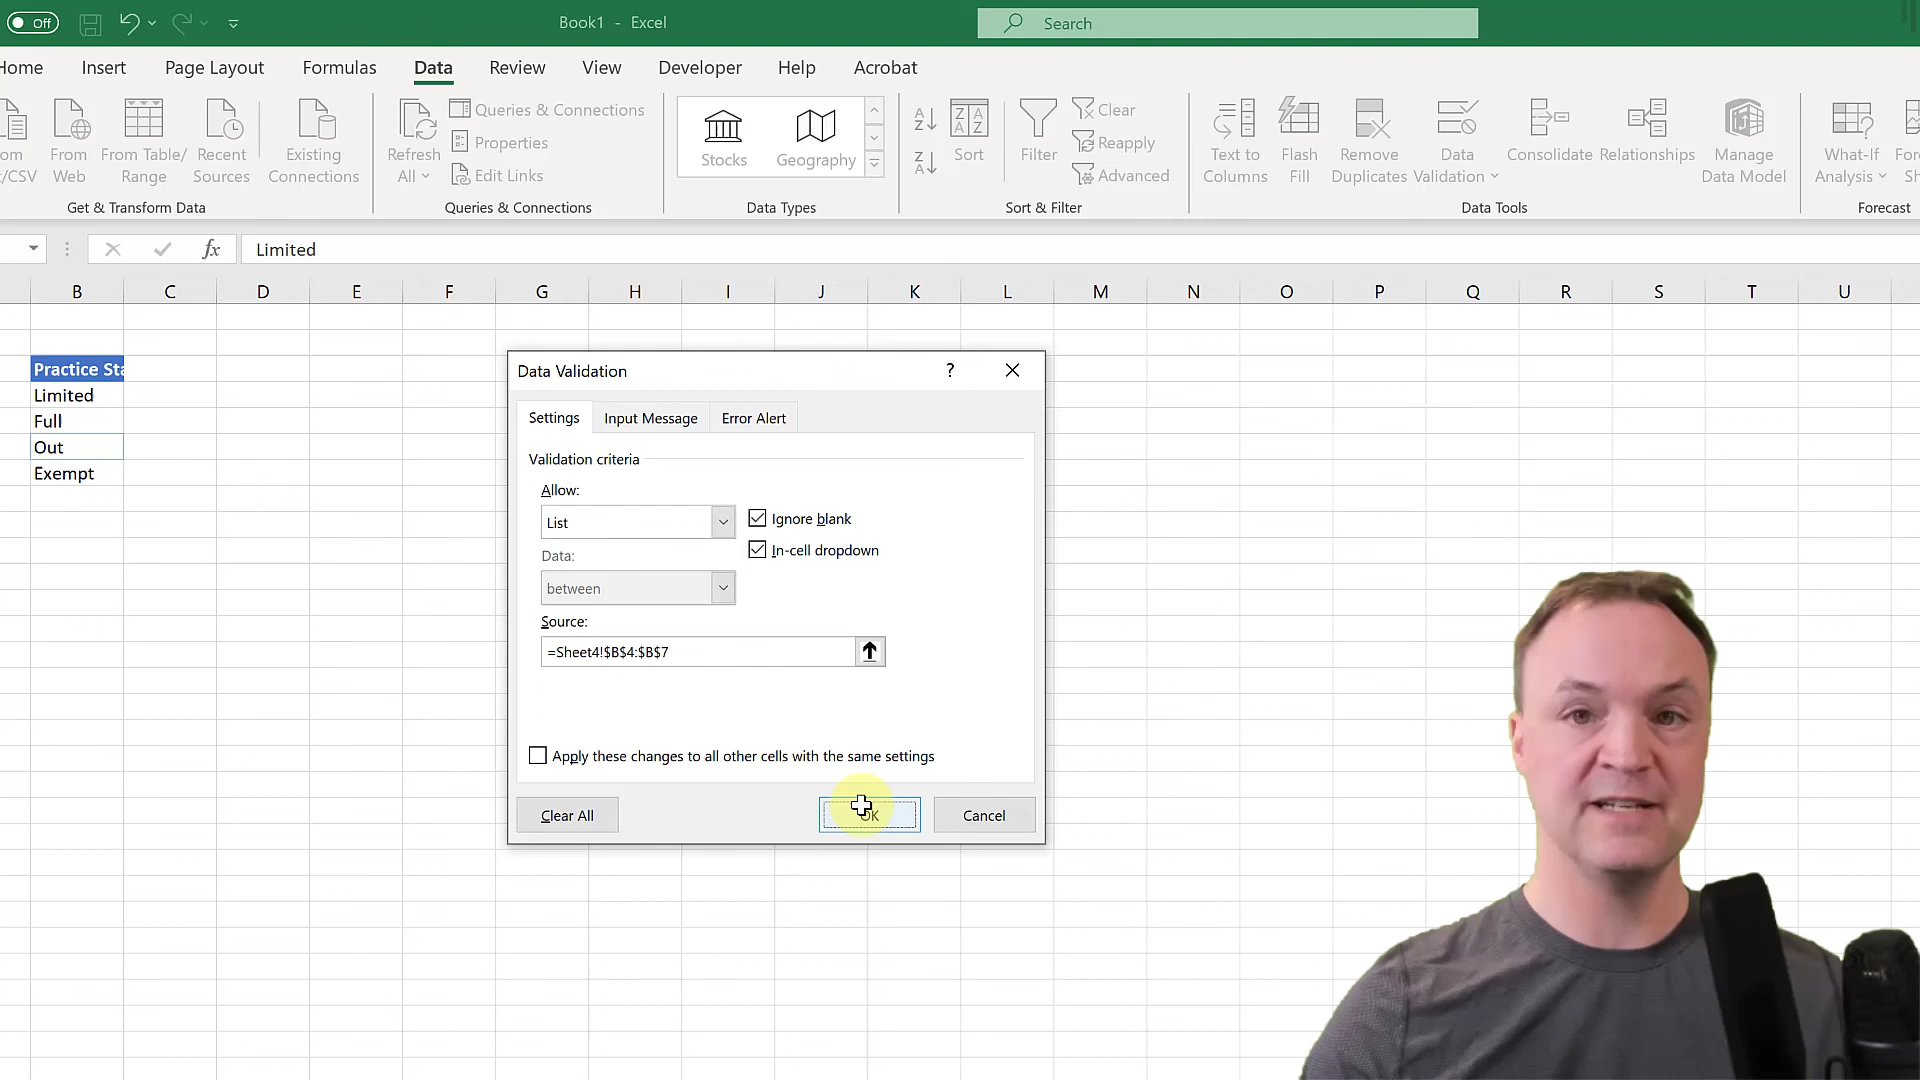 Off
Book1 - Excel
Search
Home Insert Page Layout Formulas Data Review View Developer Help Acrobat
From Web
From Table/ Range
Recent Sources
Existing Connections
Get & Transform Data
Refresh All
Queries & Connections
Properties
Edit Links
Queries & Connections
Stocks
Geography
Data Types
Sort
Filter
Clear
Reapply
Advanced
Sort & Filter
Text to Columns
Flash Fill
Remove Duplicates
Data Validation
Consolidate
Relationships
Manage Data Model
Data Tools
What-If Analysis
Forecast
fx Limited
B C D E F G H I J K L M N O P Q R S T U
Practice Sta
Limited
Full
Out
Exempt
Data Validation ?
Settings Input Message Error Alert
Validation criteria
Allow:
List
Ignore blank
Data:
In-cell dropdown
between
Source:
=Sheet4!$B$4:$B$7
Apply these changes to all other cells with the same settings
Clear All OK Cancel